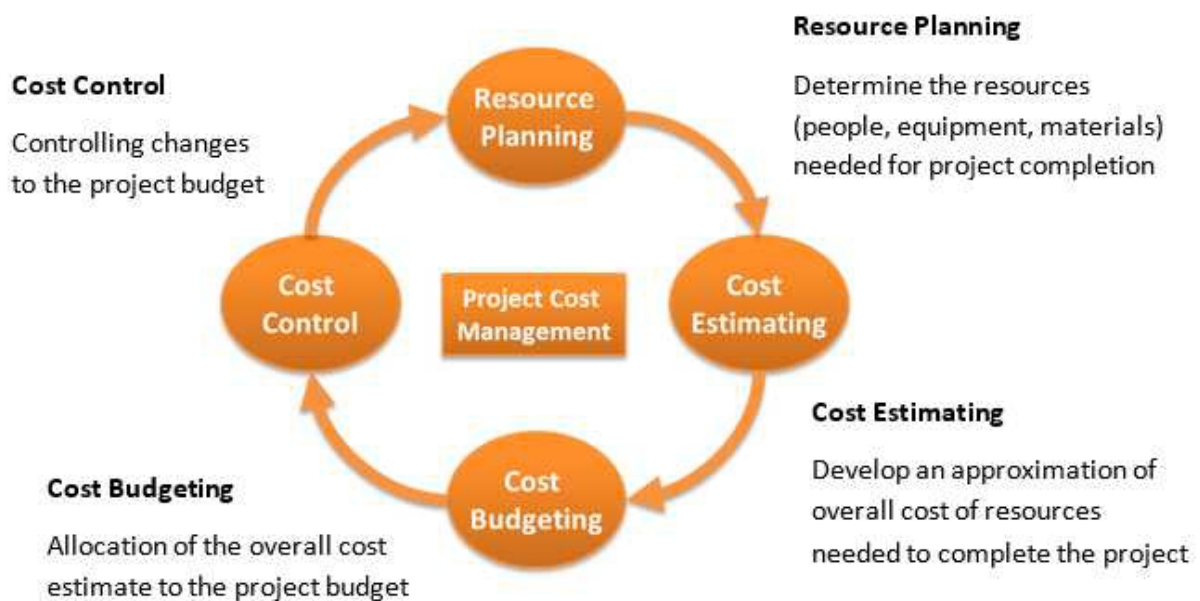 Resource Planning
Determine the resources
(people, equipment, materials)
needed for project completion
Cost Control
Controlling changes
to the project budget
Resource
Planning
Cost
Control
Project Cost
Management
Cost
Estimating
Cost Estimating
Develop an approximation of
overall cost of resources
needed to complete the project
Cost
Budgeting
Cost Budgeting
Allocation of the overall cost
estimate to the project budget